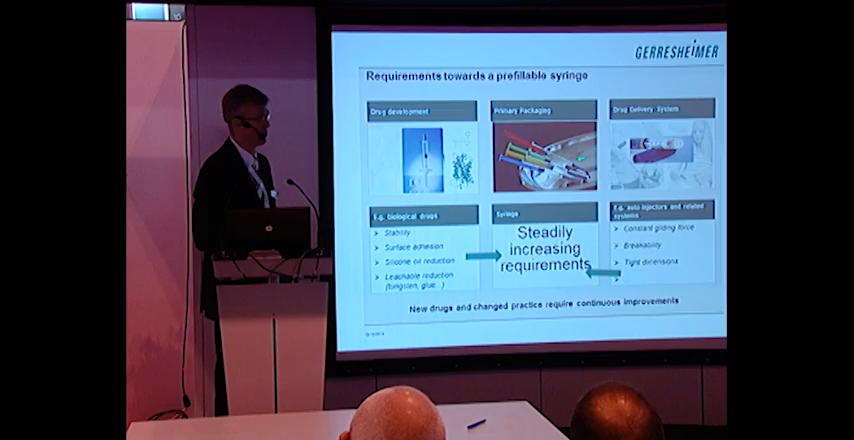 GERRESHEIMER
Requirements towards a prefillable syringe
Drug development
Primary Packaging
Drug Delivery System
E.g. biological drugs
Stability
Surface adhesion
Silicone oil reduction
Leachable reduction
(tungsten, glue...)
Syringe
Steadily
increasing
requirements
E.g. auto injectors and related
systems
Constant gliding force
Breakability
Tight dimensions
New drugs and changed practice require continuous improvements